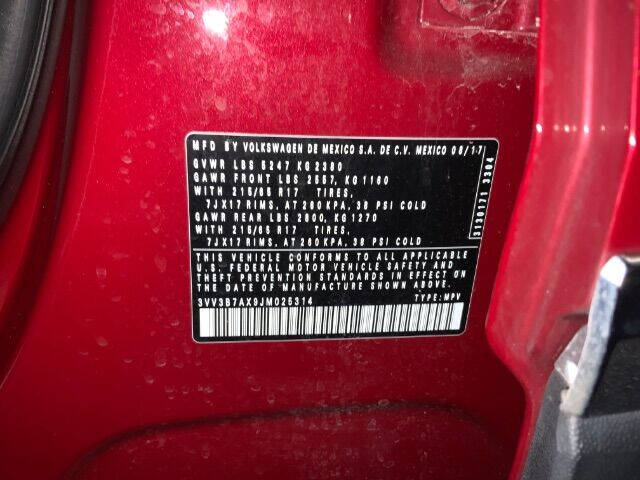 MFD BY VOLKSWAGEN DE MEXICO S.A. DE C.V. MEXICO 08/17
GVWR LBS 5247 KG 2380
GAWR FRONT LBS 2557, KG 1160
WITH 215/65 R17 TIRES,
7JX17 RIMS, AT 260 KPA, 38 PSI COLD
GAWR REAR LBS 2800, KG 1270
WITH 215/65 R17 TIRES,
7JX17 RIMS, AT 260 KPA, 38 PSI COLD
THIS VEHICLE CONFORMS TO ALL APPLICABLE
U.S. FEDERAL MOTOR VEHICLE SAFETY AND
THEFT PREVENTION STANDARDS IN EFFECT ON
THE DATE OF MANUFACTURE SHOWN ABOVE.
3VV3B7AX9JM025314 TYPE: MPV
3130171 3304